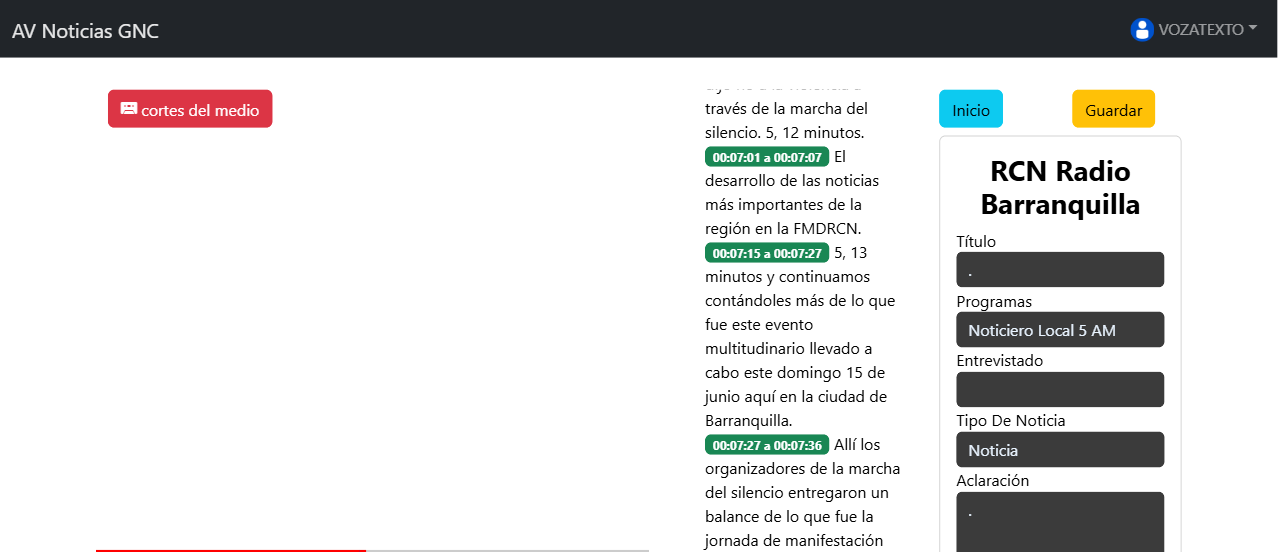 AV Noticias GNC
VOZATEXTO
cortes del medio
través de la marcha del
silencio. 5, 12 minutos.
00:07:01 a 00:07:07 El
desarrollo de las noticias
más importantes de la
región en la FMDRCN.
00:07:15 a 00:07:27 5, 13
minutos y continuamos
contándoles más de lo que
fue este evento
multitudinario llevado a
cabo este domingo 15 de
junio aquí en la ciudad de
Barranquilla.
00:07:27 a 00:07:36 Allí los
organizadores de la marcha
del silencio entregaron un
balance de lo que fue la
jornada de manifestación
Inicio
Guardar
RCN Radio
Barranquilla
Título
.
Programas
Noticiero Local 5 AM
Entrevistado
Tipo De Noticia
Noticia
Aclaración
.